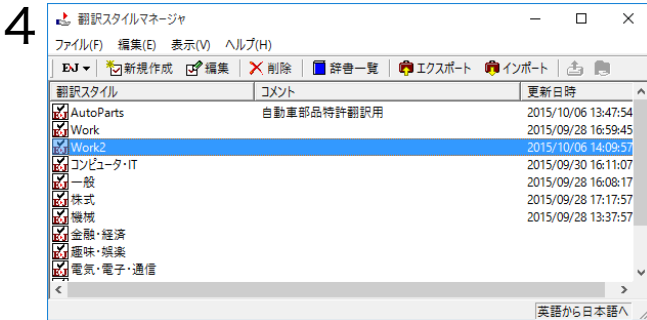 4
翻訳スタイルマネージャ
ファイル(F) 編集(E) 表示(V) ヘルプ(H)
EJ 新規作成 編集 削除 辞書一覧 エクスポート インポート
翻訳スタイル コメント 更新日時
AutoParts 自動車部品特許翻訳用 2015/10/06 13:47:54
Work 2015/09/28 16:59:45
Work2 2015/10/06 14:09:57
コンピュータ・IT 2015/09/30 16:11:07
一般 2015/09/28 16:08:17
株式 2015/09/28 17:17:57
機械 2015/09/28 13:37:57
金融・経済
趣味・娯楽
電気・電子・通信
英語から日本語へ